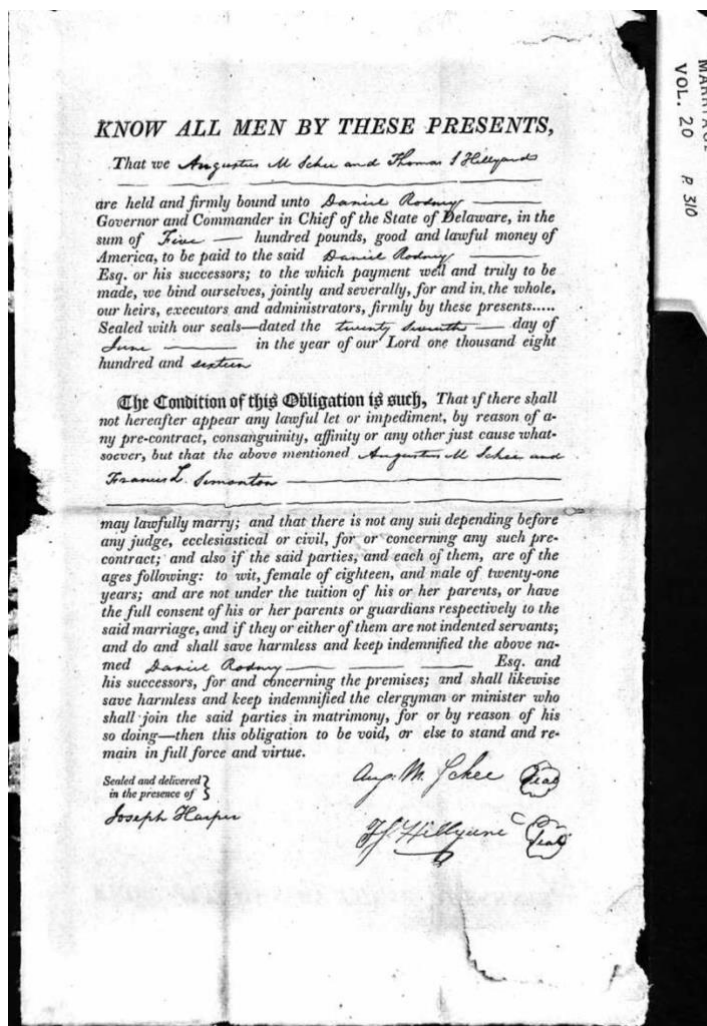 MARRIAGE
VOL. 20 P. 310
KNOW ALL MEN BY THESE PRESENTS,
That we Augustus M Schee and Thomas S Hillyard
are held and firmly bound unto Daniel Rodney
Governor and Commander in Chief of the State of Delaware, in the
sum of Five hundred pounds, good and lawful money of
America, to be paid to the said Daniel Rodney
Esq. or his successors; to the which payment well and truly to be
made, we bind ourselves, jointly and severally, for and in, the whole,
our heirs, executors and administrators, firmly by these presents.....
Sealed with our seals—dated the twenty seventh day of
June in the year of our Lord one thousand eight
hundred and sixteen
The Condition of this Obligation is such, That if there shall
not hereafter appear any lawful let or impediment, by reason of a-
ny pre-contract, consanguinity, affinity or any other just cause what-
soever, but that the above mentioned Augustus M Schee and
Frances L. Simonton
may lawfully marry; and that there is not any suit depending before
any judge, ecclesiastical or civil, for or concerning any such pre-
contract; and also if the said parties, and each of them, are of the
ages following: to wit, female of eighteen, and male of twenty-one
years; and are not under the tuition of his or her parents, or have
the full consent of his or her parents or guardians respectively to the
said marriage, and if they or either of them are not indented servants;
and do and shall save harmless and keep indemnified the above na-
med Daniel Rodney Esq. and
his successors, for and concerning the premises; and shall likewise
save harmless and keep indemnified the clergyman or minister who
shall join the said parties in matrimony, for or by reason of his
so doing—then this obligation to be void, or else to stand and re-
main in full force and virtue.
Sealed and delivered
in the presence of
Joseph Harper
Aug. M. Schee Seal
Seal